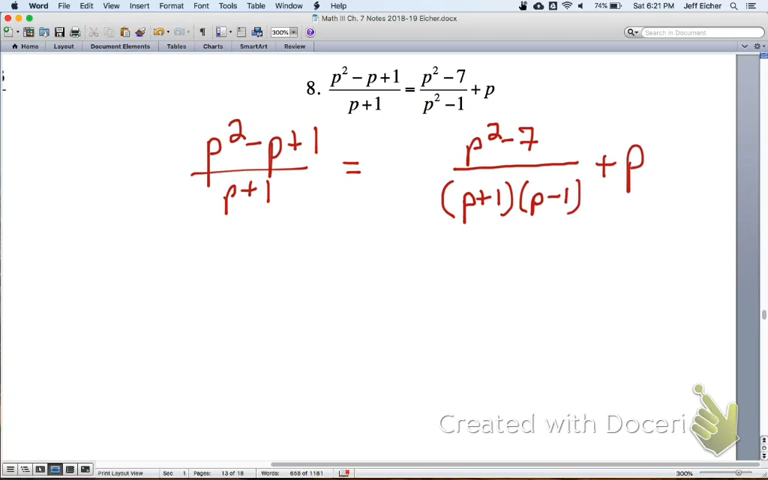 Word File Edit View Insert Format Font Tools Table Window Help 74% Sat 6:21 PM Jeff Eicher
Math III Ch. 7 Notes 2018-19 Eicher.docx
300% Search in Document
Home Layout Document Elements Tables Charts SmartArt Review
8. (p² − p + 1)/(p + 1) = (p² − 7)/(p² − 1) + p
(p² − p + 1)/(p + 1) = (p² − 7)/((p+1)(p−1)) + p
Created with Doceri
Print Layout View Sec 1 Pages: 13 of 18 Words: 658 of 1181 300%